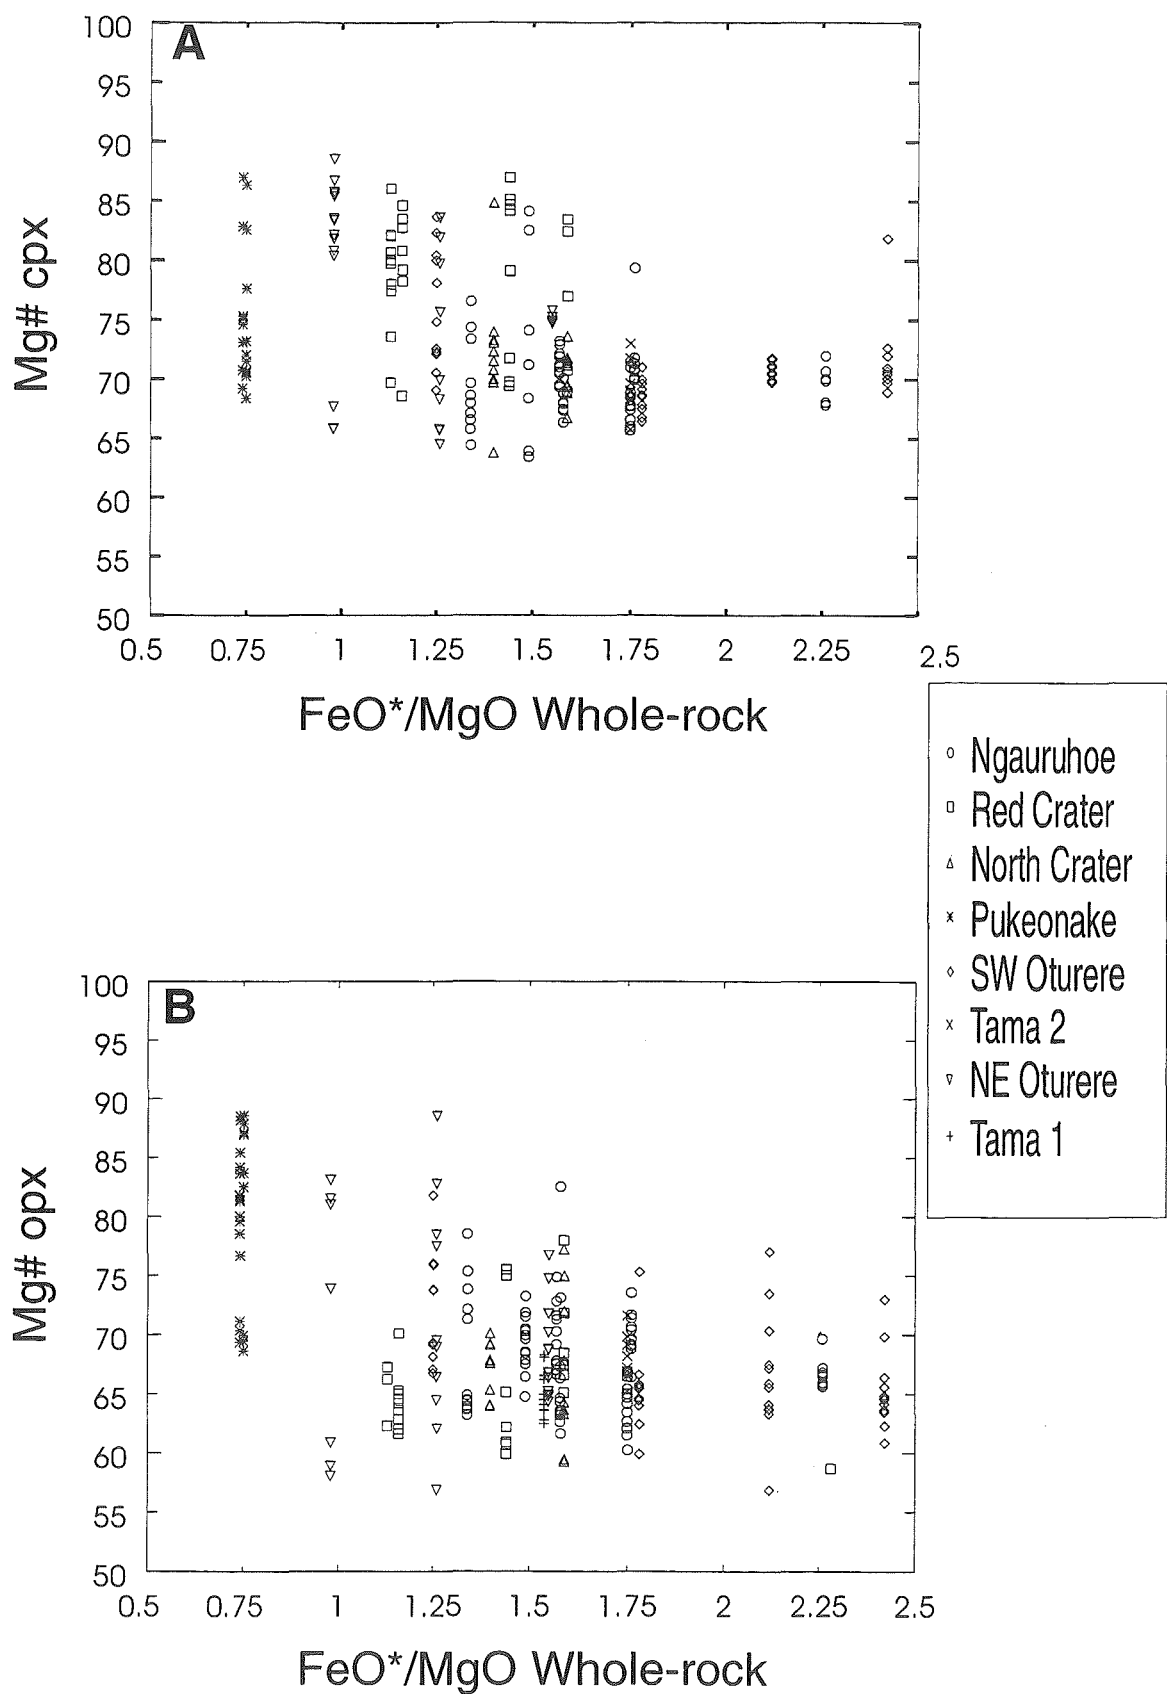 A
100
95
90
85
80
75
70
65
60
55
50
Mg# cpx
0.5 0.75 1 1.25 1.5 1.75 2 2.25 2.5
FeO*/MgO Whole-rock
Ngauruhoe
Red Crater
North Crater
Pukeonake
SW Oturere
Tama 2
NE Oturere
Tama 1
B
100
95
90
85
80
75
70
65
60
55
50
Mg# opx
0.5 0.75 1 1.25 1.5 1.75 2 2.25 2.5
FeO*/MgO Whole-rock